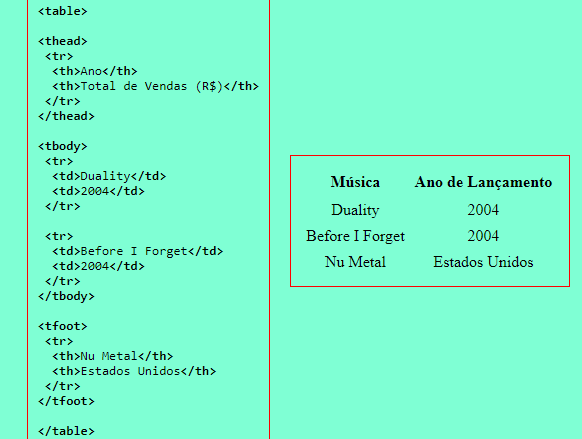 <table>
<thead>
<tr>
<th>Ano</th>
<th>Total de Vendas (R$)</th>
</tr>
</thead>
<tbody>
<tr>
<td>Duality</td>
<td>2004</td>
</tr>
<tr>
<td>Before I Forget</td>
<td>2004</td>
</tr>
</tbody>
<tfoot>
<tr>
<th>Nu Metal</th>
<th>Estados Unidos</th>
</tr>
</tfoot>
</table>
Música Ano de Lançamento
Duality 2004
Before I Forget 2004
Nu Metal Estados Unidos